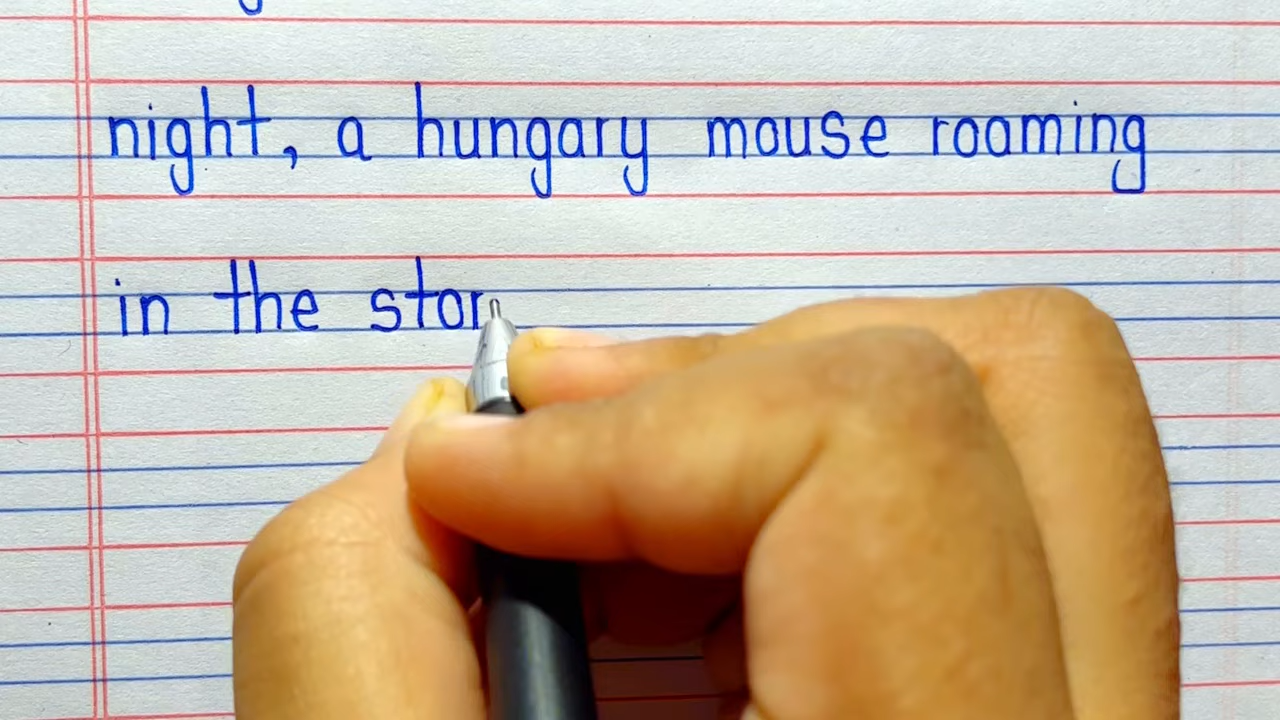 night, a hungary mouse roaming
in the stor